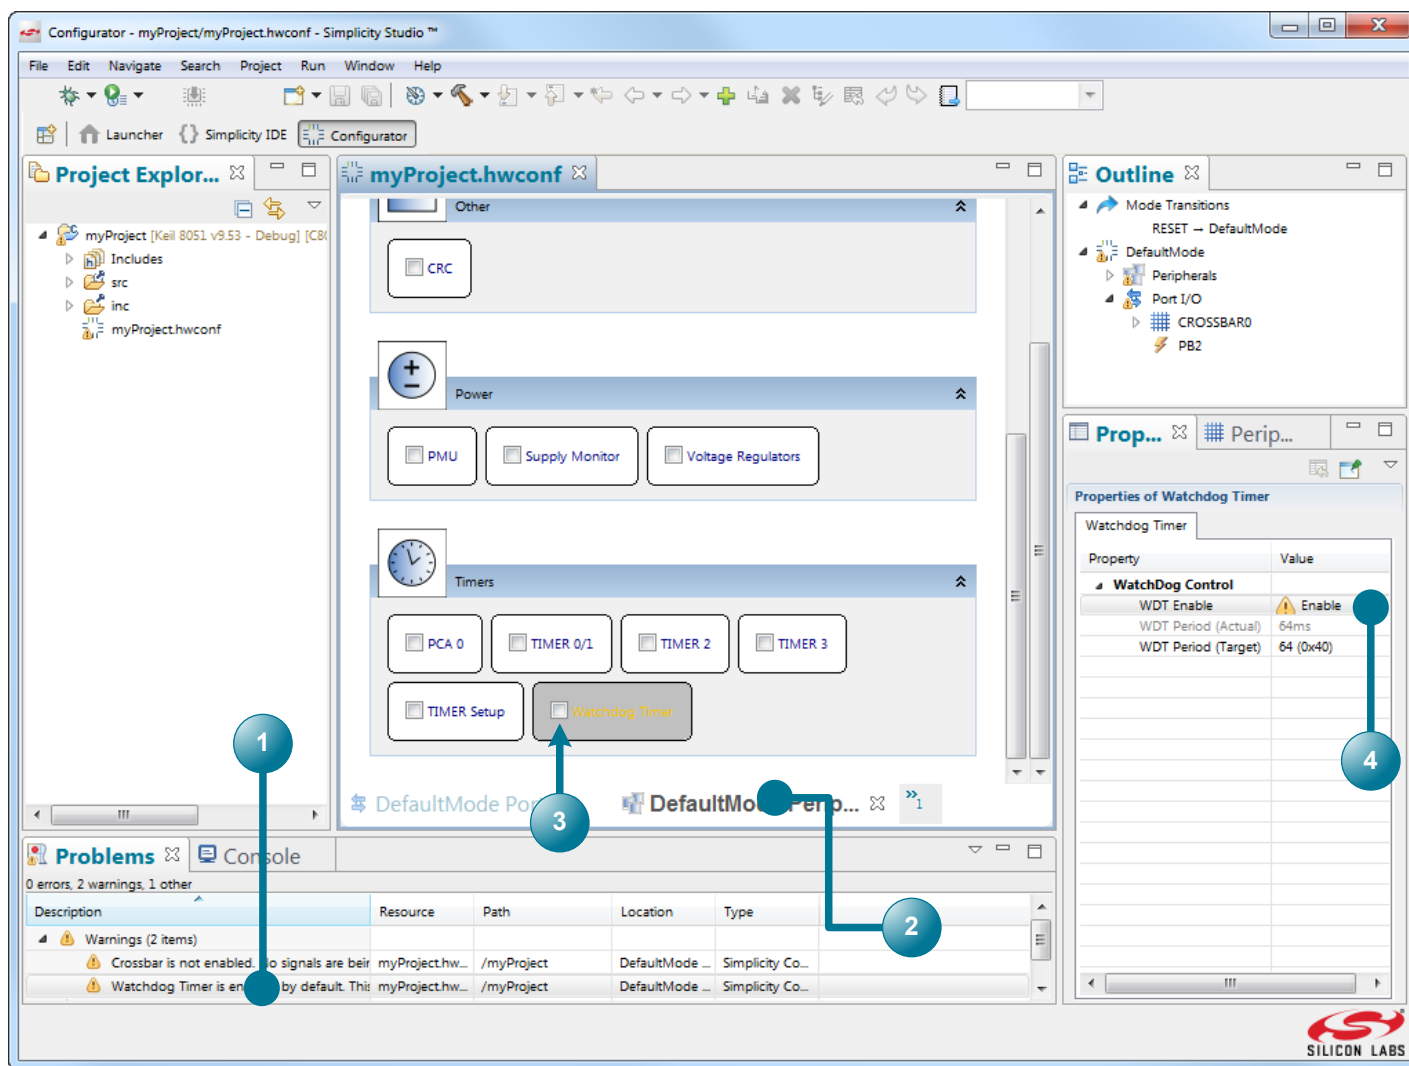 Configurator - myProject/myProject.hwconf - Simplicity Studio ™
File Edit Navigate Search Project Run Window Help
Launcher Simplicity IDE Configurator
Project Explor...
myProject [Keil 8051 v9.53 - Debug] [C8
Includes
src
inc
myProject.hwconf
myProject.hwconf
Other
CRC
Power
PMU
Supply Monitor
Voltage Regulators
Timers
PCA 0
TIMER 0/1
TIMER 2
TIMER 3
TIMER Setup
Watchdog Timer
DefaultMode Po
DefaultMo Perip...
»1
Outline
Mode Transitions
RESET → DefaultMode
DefaultMode
Peripherals
Port I/O
CROSSBAR0
PB2
Prop...
Perip...
Properties of Watchdog Timer
Watchdog Timer
Property Value
WatchDog Control
WDT Enable Enable
WDT Period (Actual) 64ms
WDT Period (Target) 64 (0x40)
Problems
Console
0 errors, 2 warnings, 1 other
Description Resource Path Location Type
Warnings (2 items)
Crossbar is not enabled. No signals are bein myProject.hw... /myProject DefaultMode ... Simplicity Co...
Watchdog Timer is en by default. This myProject.hw... /myProject DefaultMode ... Simplicity Co...
1
2
3
4
SILICON LABS